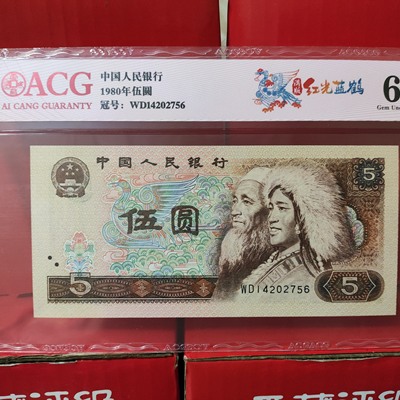 ACG
AI CANG GUARANTY
中国人民银行
1980年伍圆
冠号：WD14202756
红光蓝鹤
6
Gem Unc
中国人民银行
5
伍圆
WD14202756
5
5